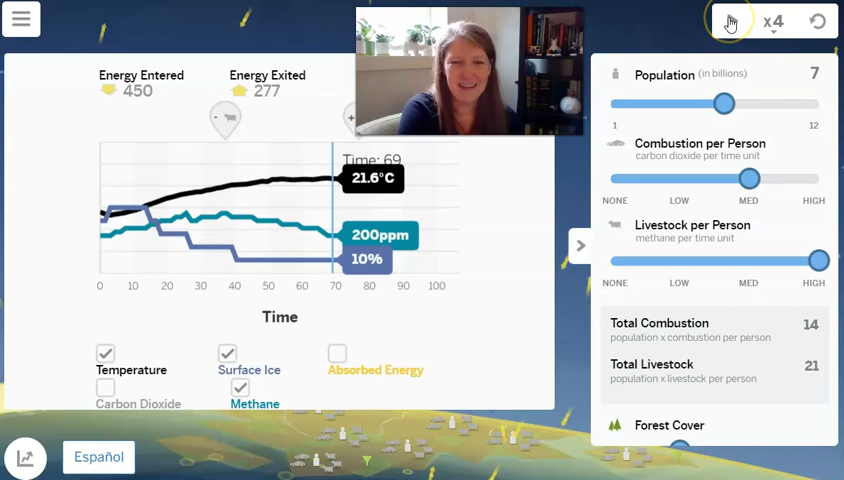 x4
Energy Entered
450
Energy Exited
277
-
+
Time: 69
21.6°C
200ppm
10%
0 10 20 30 40 50 60 70 80 90 100
Time
Temperature
Surface Ice
Absorbed Energy
Carbon Dioxide
Methane
Español
Population (in billions) 7
1 12
Combustion per Person
carbon dioxide per time unit
NONE LOW MED HIGH
Livestock per Person
methane per time unit
NONE LOW MED HIGH
Total Combustion 14
population x combustion per person
Total Livestock 21
population x livestock per person
Forest Cover